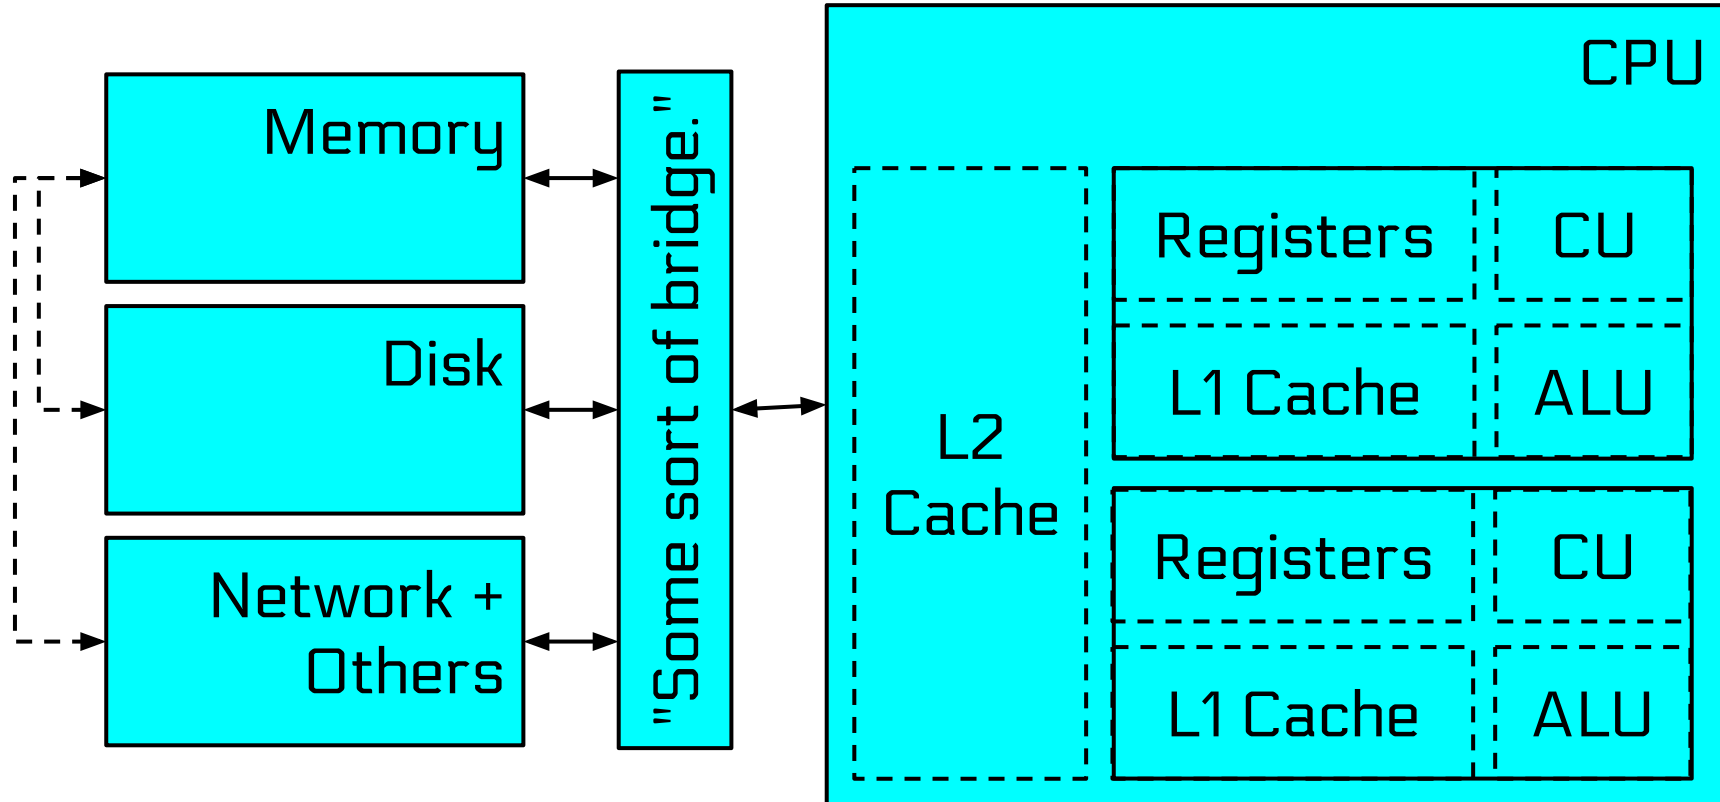 Memory
Disk
Network +
Others
"Some sort of bridge."
CPU
L2
Cache
Registers
CU
L1 Cache
ALU
Registers
CU
L1 Cache
ALU